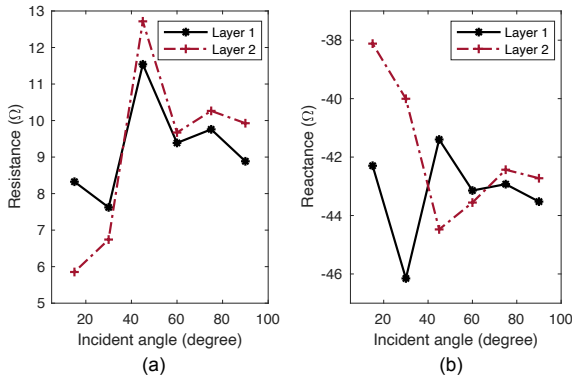 13
12
11
10
9
8
7
6
5
Resistance (Ω)
20 40 60 80 100
Incident angle (degree)
Layer 1
Layer 2
(a)
-38
-40
-42
-44
-46
Reactance (Ω)
20 40 60 80 100
Incident angle (degree)
Layer 1
Layer 2
(b)